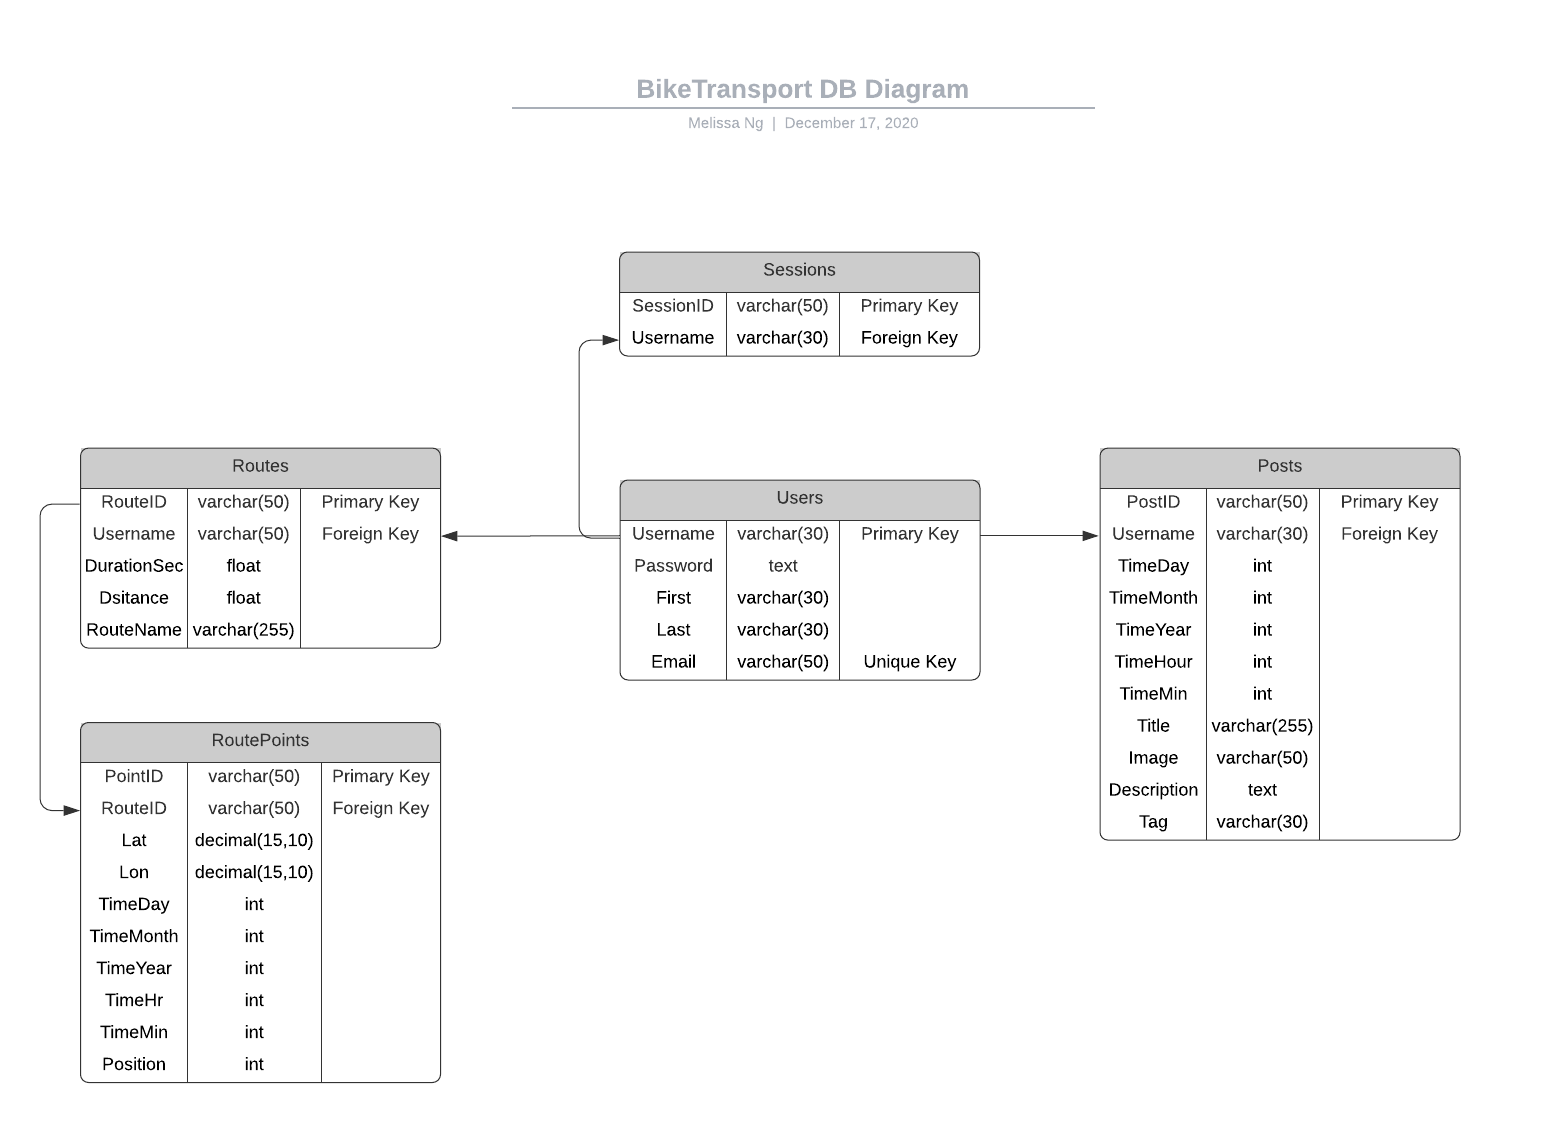 BikeTransport DB Diagram
Melissa Ng | December 17, 2020
Sessions
SessionID varchar(50) Primary Key
Username varchar(30) Foreign Key
Routes
RouteID varchar(50) Primary Key
Username varchar(50) Foreign Key
DurationSec float
Dsitance float
RouteName varchar(255)
Users
Username varchar(30) Primary Key
Password text
First varchar(30)
Last varchar(30)
Email varchar(50) Unique Key
Posts
PostID varchar(50) Primary Key
Username varchar(30) Foreign Key
TimeDay int
TimeMonth int
TimeYear int
TimeHour int
TimeMin int
Title varchar(255)
Image varchar(50)
Description text
Tag varchar(30)
RoutePoints
PointID varchar(50) Primary Key
RouteID varchar(50) Foreign Key
Lat decimal(15,10)
Lon decimal(15,10)
TimeDay int
TimeMonth int
TimeYear int
TimeHr int
TimeMin int
Position int